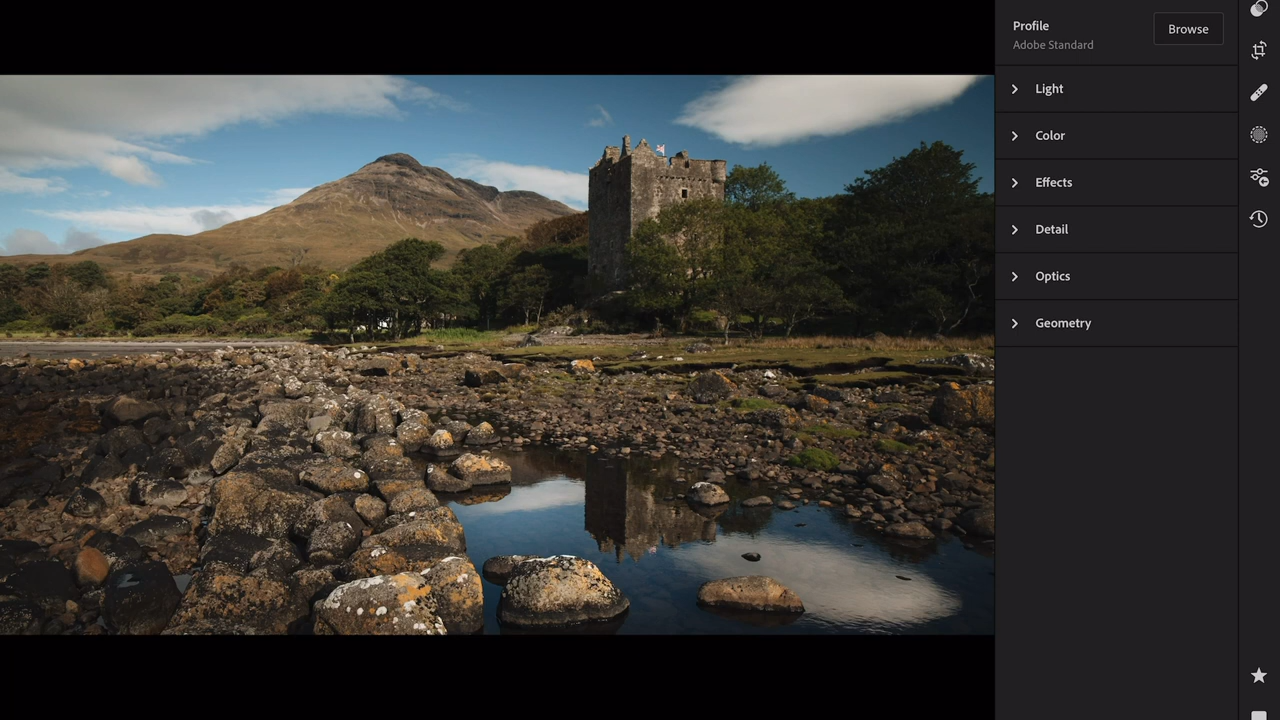 Profile
Adobe Standard
Browse
Light
Color
Effects
Detail
Optics
Geometry